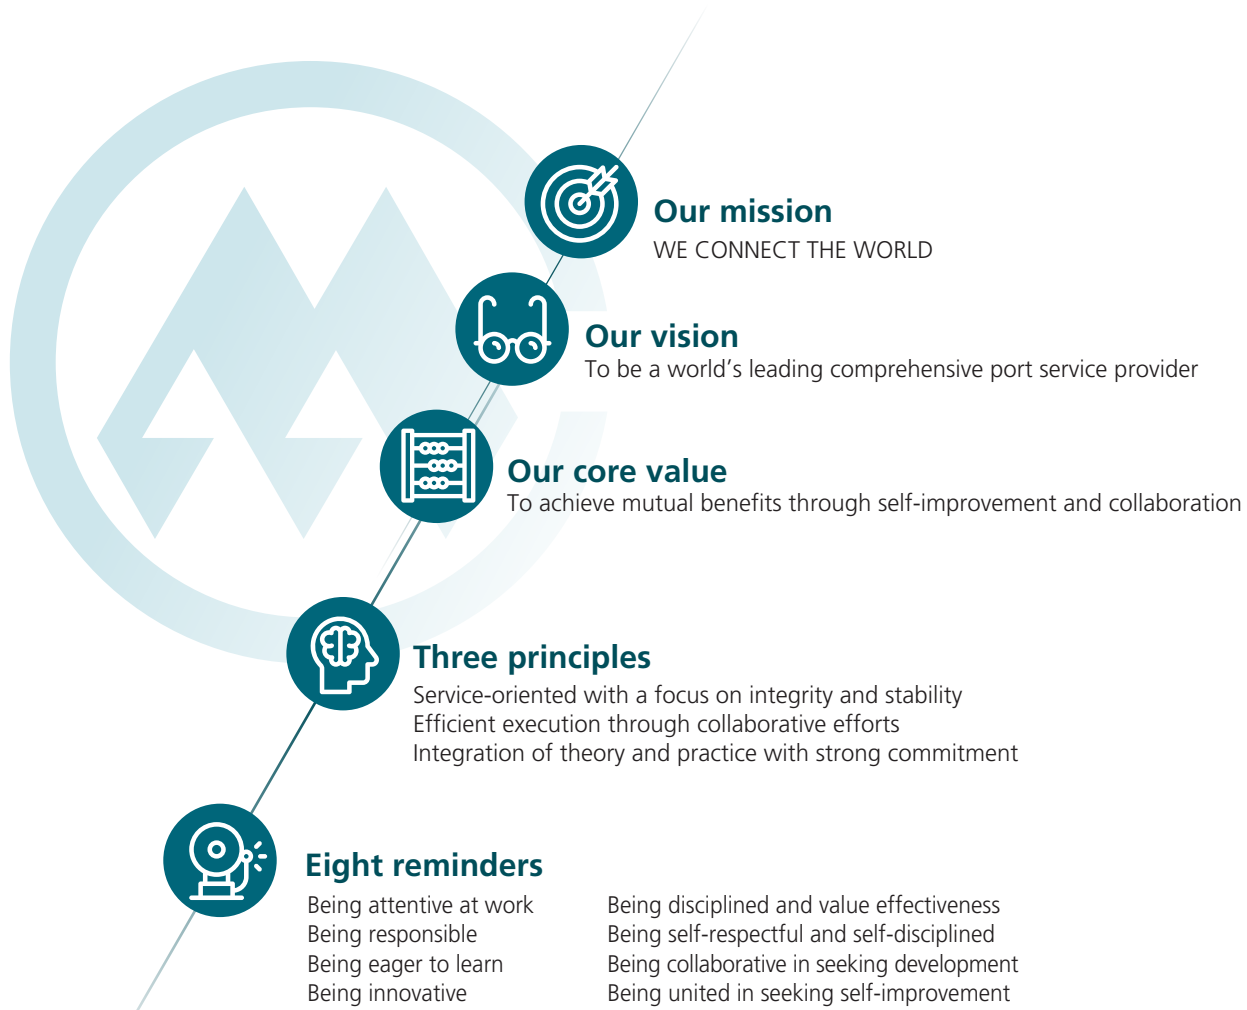 Our mission
WE CONNECT THE WORLD
Our vision
To be a world’s leading comprehensive port service provider
Our core value
To achieve mutual benefits through self-improvement and collaboration
Three principles
Service-oriented with a focus on integrity and stability
Efficient execution through collaborative efforts
Integration of theory and practice with strong commitment
Eight reminders
Being attentive at work
Being responsible
Being eager to learn
Being innovative
Being disciplined and value effectiveness
Being self-respectful and self-disciplined
Being collaborative in seeking development
Being united in seeking self-improvement